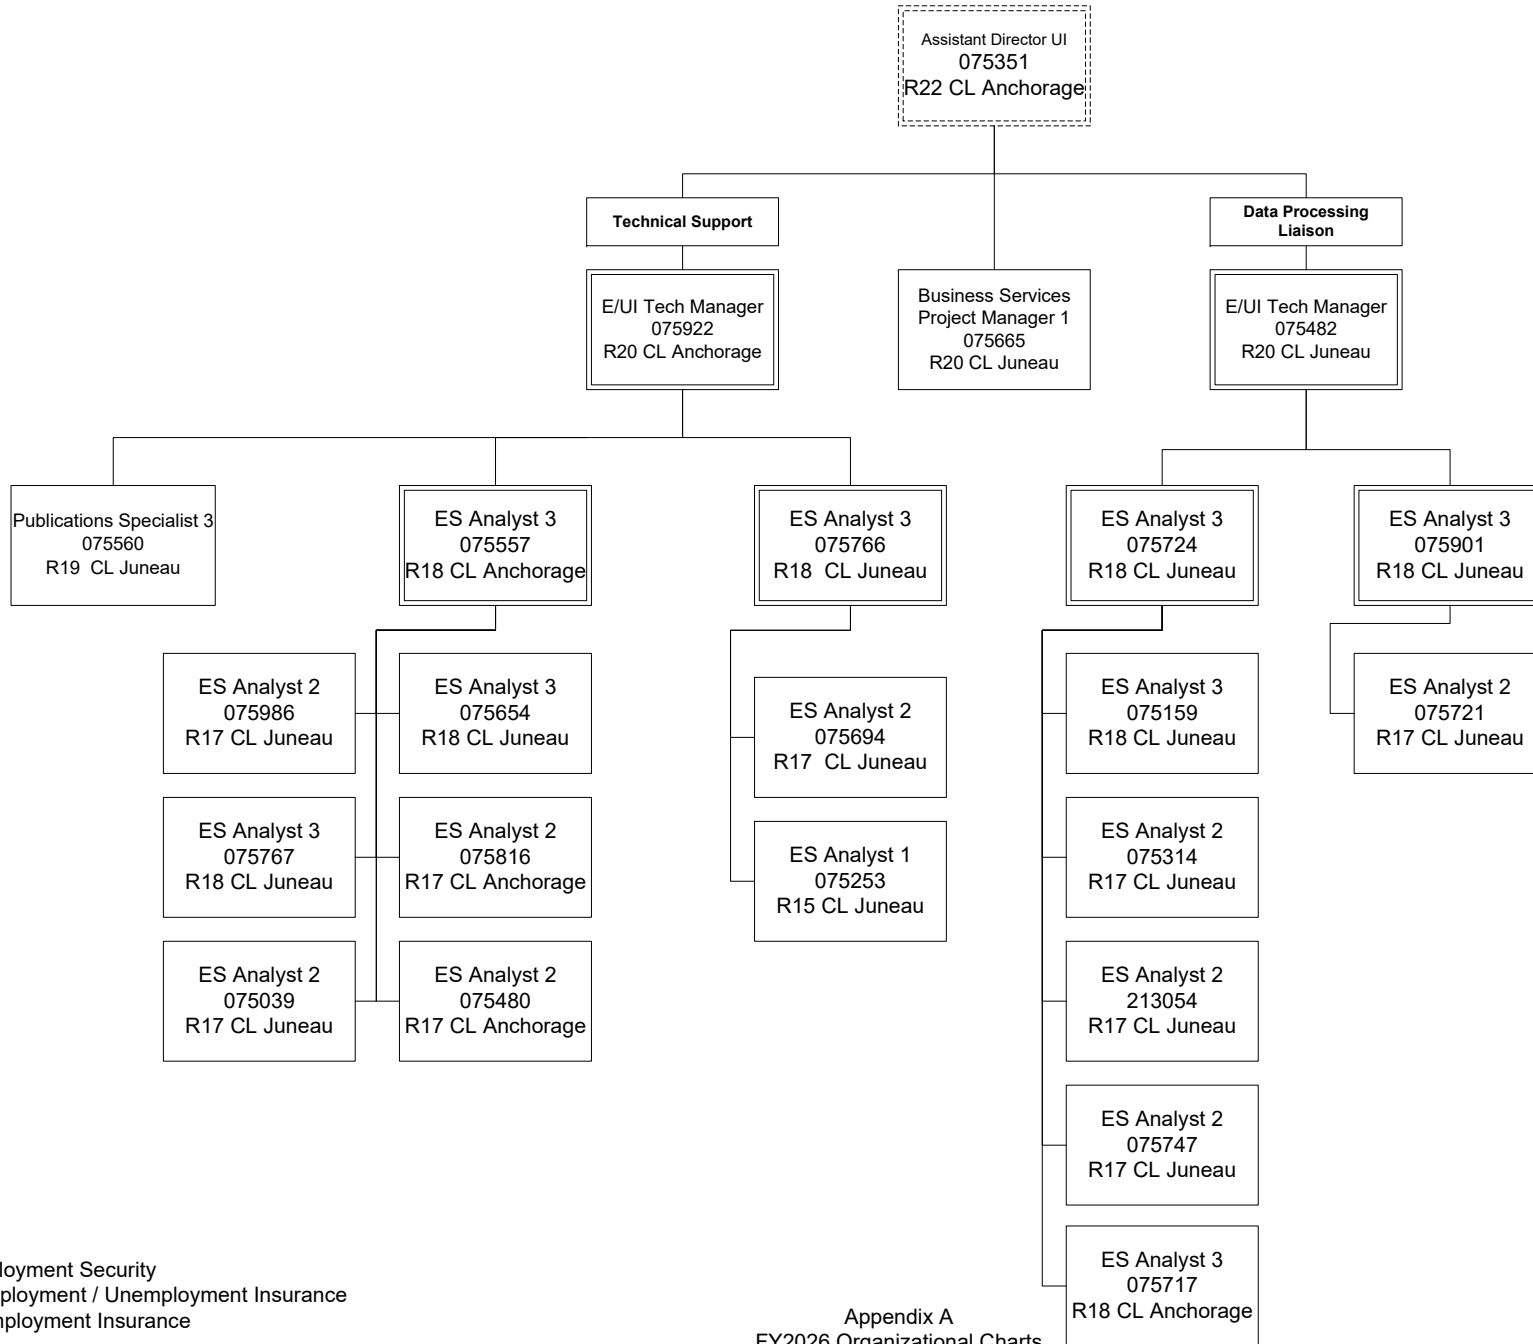 Assistant Director UI
075351
R22 CL Anchorage
Technical Support
Data Processing
Liaison
E/UI Tech Manager
075922
R20 CL Anchorage
Business Services
Project Manager 1
075665
R20 CL Juneau
E/UI Tech Manager
075482
R20 CL Juneau
Publications Specialist 3
075560
R19 CL Juneau
ES Analyst 3
075557
R18 CL Anchorage
ES Analyst 3
075766
R18 CL Juneau
ES Analyst 3
075724
R18 CL Juneau
ES Analyst 3
075901
R18 CL Juneau
ES Analyst 2
075986
R17 CL Juneau
ES Analyst 3
075654
R18 CL Juneau
ES Analyst 2
075694
R17 CL Juneau
ES Analyst 3
075159
R18 CL Juneau
ES Analyst 2
075721
R17 CL Juneau
ES Analyst 3
075767
R18 CL Juneau
ES Analyst 2
075816
R17 CL Anchorage
ES Analyst 1
075253
R15 CL Juneau
ES Analyst 2
075314
R17 CL Juneau
ES Analyst 2
075039
R17 CL Juneau
ES Analyst 2
075480
R17 CL Anchorage
ES Analyst 2
213054
R17 CL Juneau
ES Analyst 2
075747
R17 CL Juneau
ES Analyst 3
075717
R18 CL Anchorage
loyment Security
ployment / Unemployment Insurance
mployment Insurance
Appendix A
FY2026 Organizational Charts